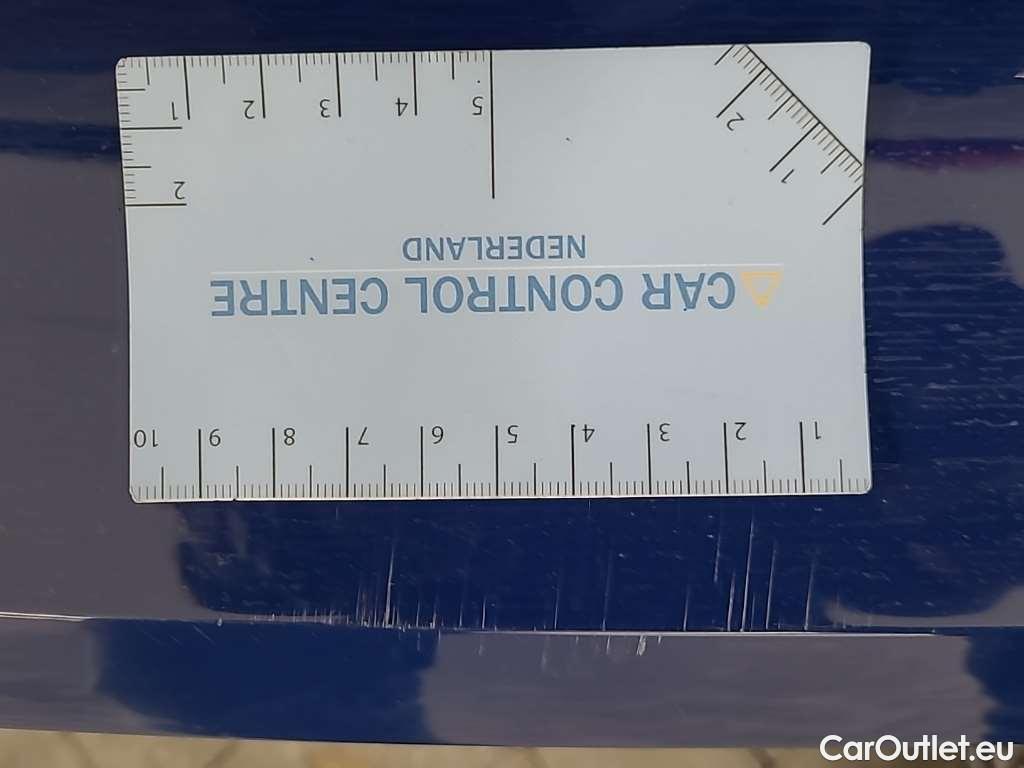 1 2 3 4 5
2
2
1
NEDERLAND
CAR CONTROL CENTRE
10 9 8 7 6 5 4 3 2 1
CarOutlet.eu